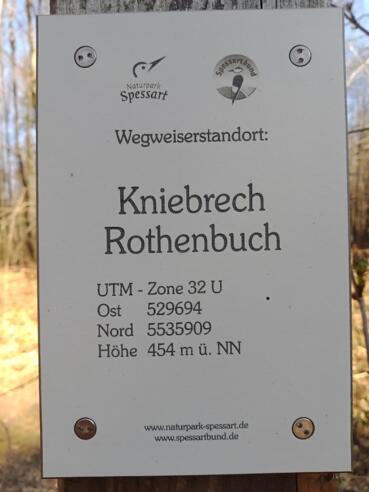 Naturpark
Spessart
Spessartbund
Wegweiserstandort:
Kniebrech
Rothenbuch
UTM - Zone 32 U
Ost 529694
Nord 5535909
Höhe 454 m ü. NN
www.naturpark-spessart.de
www.spessartbund.de